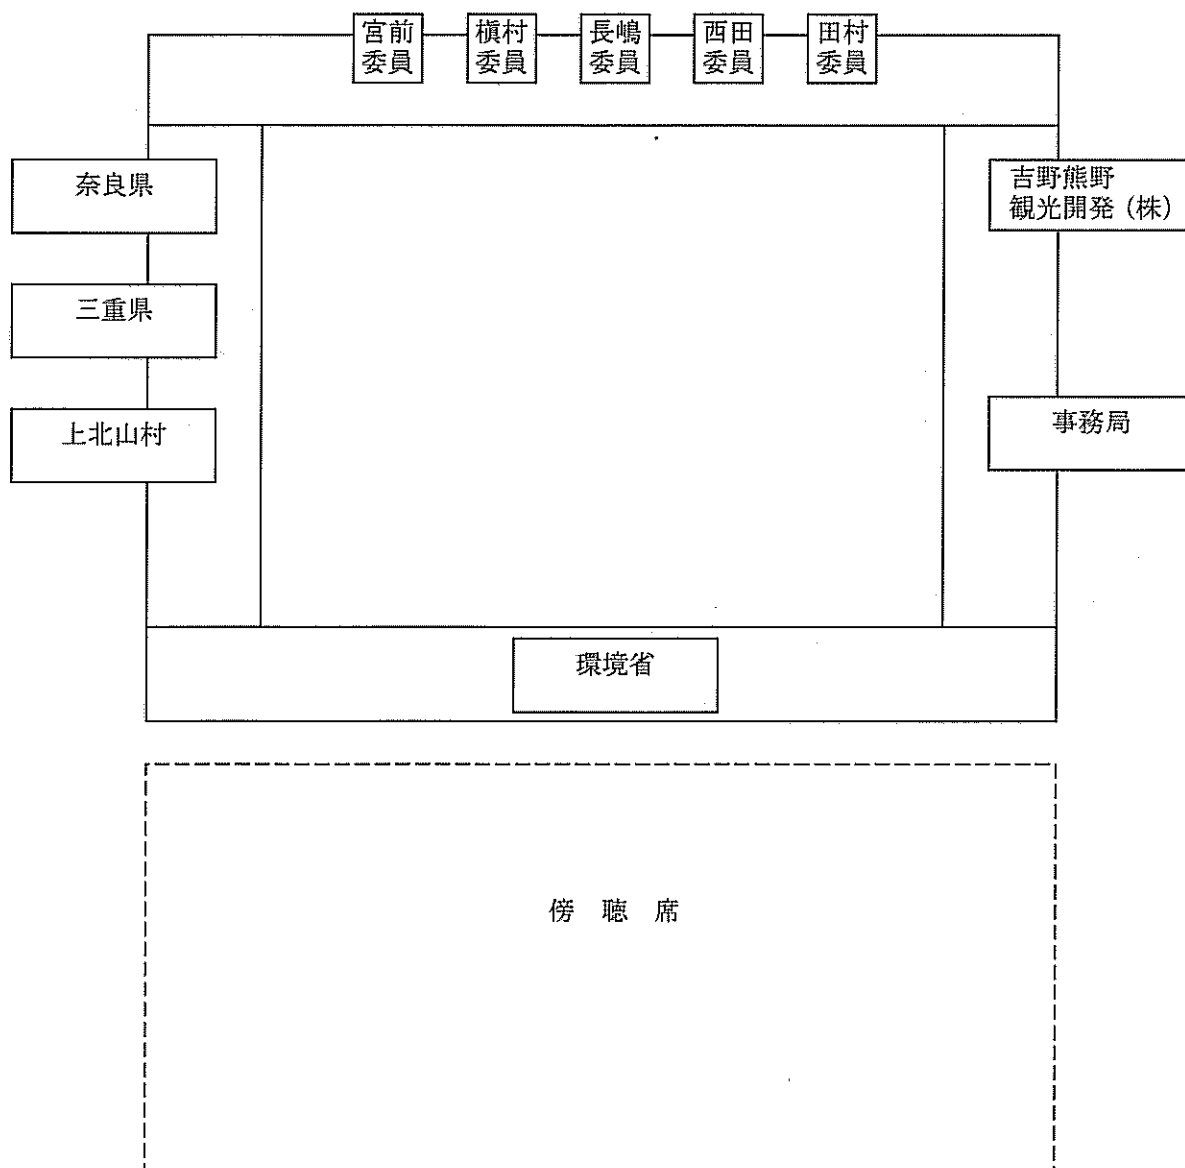 宮前
委員
槇村
委員
長嶋
委員
西田
委員
田村
委員
奈良県
吉野熊野
観光開発（株）
三重県
上北山村
事務局
環境省
傍 聴 席